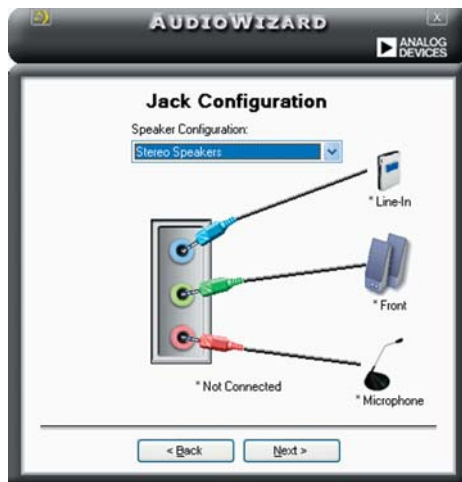 AUDIOWIZARD
X
ANALOG
DEVICES
Jack Configuration
Speaker Configuration:
Stereo Speakers
* Line-In
* Front
* Not Connected
* Microphone
< Back
Next >